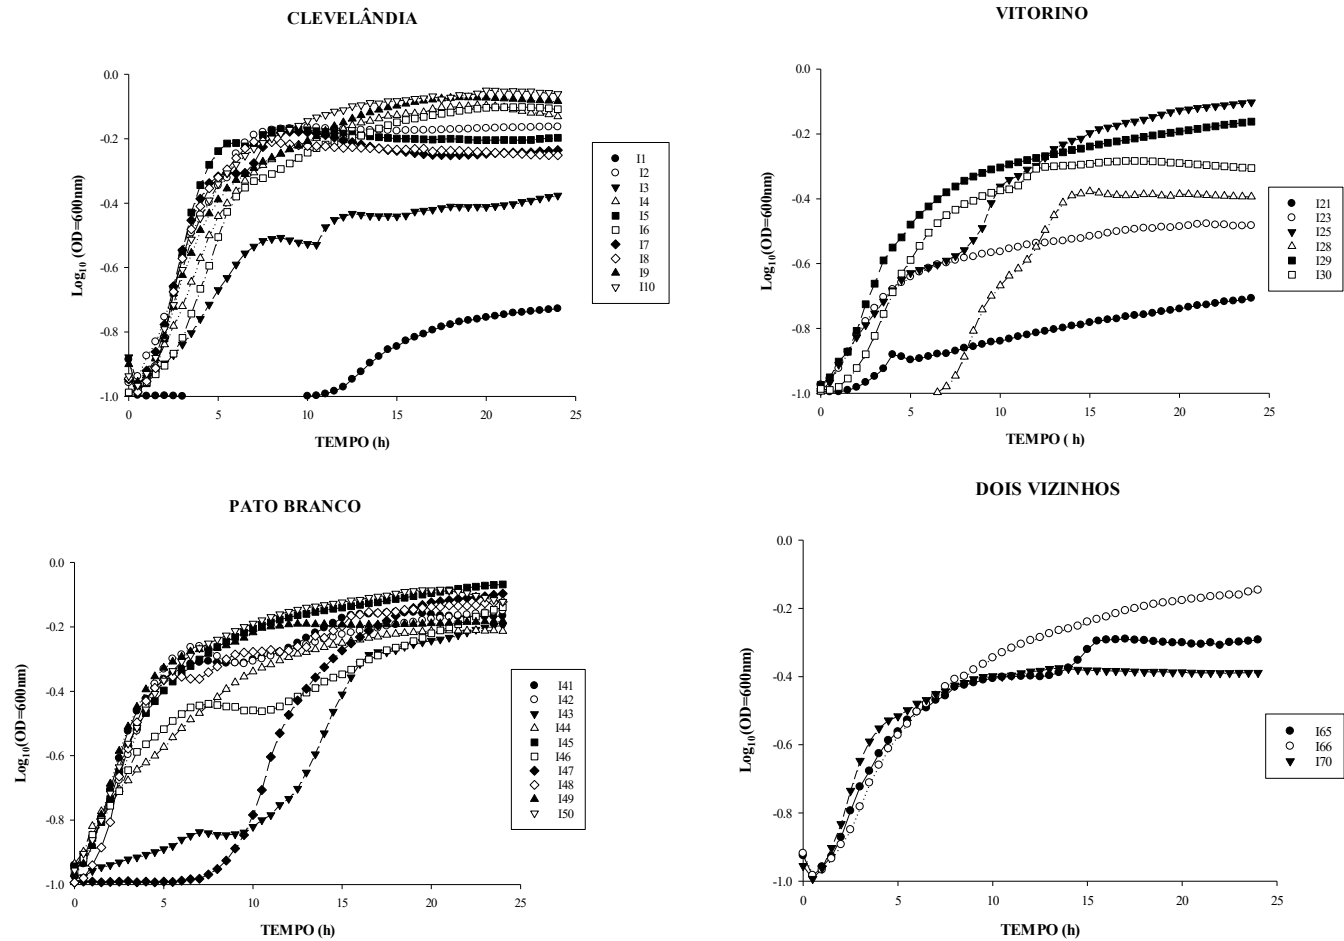 CLEVELÂNDIA
0.0
-0.2
-0.4
-0.6
-0.8
-1.0
Log10 (OD=600nm)
0 5 10 15 20 25
TEMPO (h)
I1
I2
I3
I4
I5
I6
I7
I8
I9
I10
VITORINO
0.0
-0.2
-0.4
-0.6
-0.8
-1.0
Log10(OD=600nm)
0 5 10 15 20 25
TEMPO ( h)
I21
I23
I25
I28
I29
I30
PATO BRANCO
0.0
-0.2
-0.4
-0.6
-0.8
-1.0
Log10(OD=600nm)
0 5 10 15 20 25
TEMPO (h)
I41
I42
I43
I44
I45
I46
I47
I48
I49
I50
DOIS VIZINHOS
0.0
-0.2
-0.4
-0.6
-0.8
-1.0
Log10(OD=600nm)
0 5 10 15 20 25
TEMPO (h)
I65
I66
I70